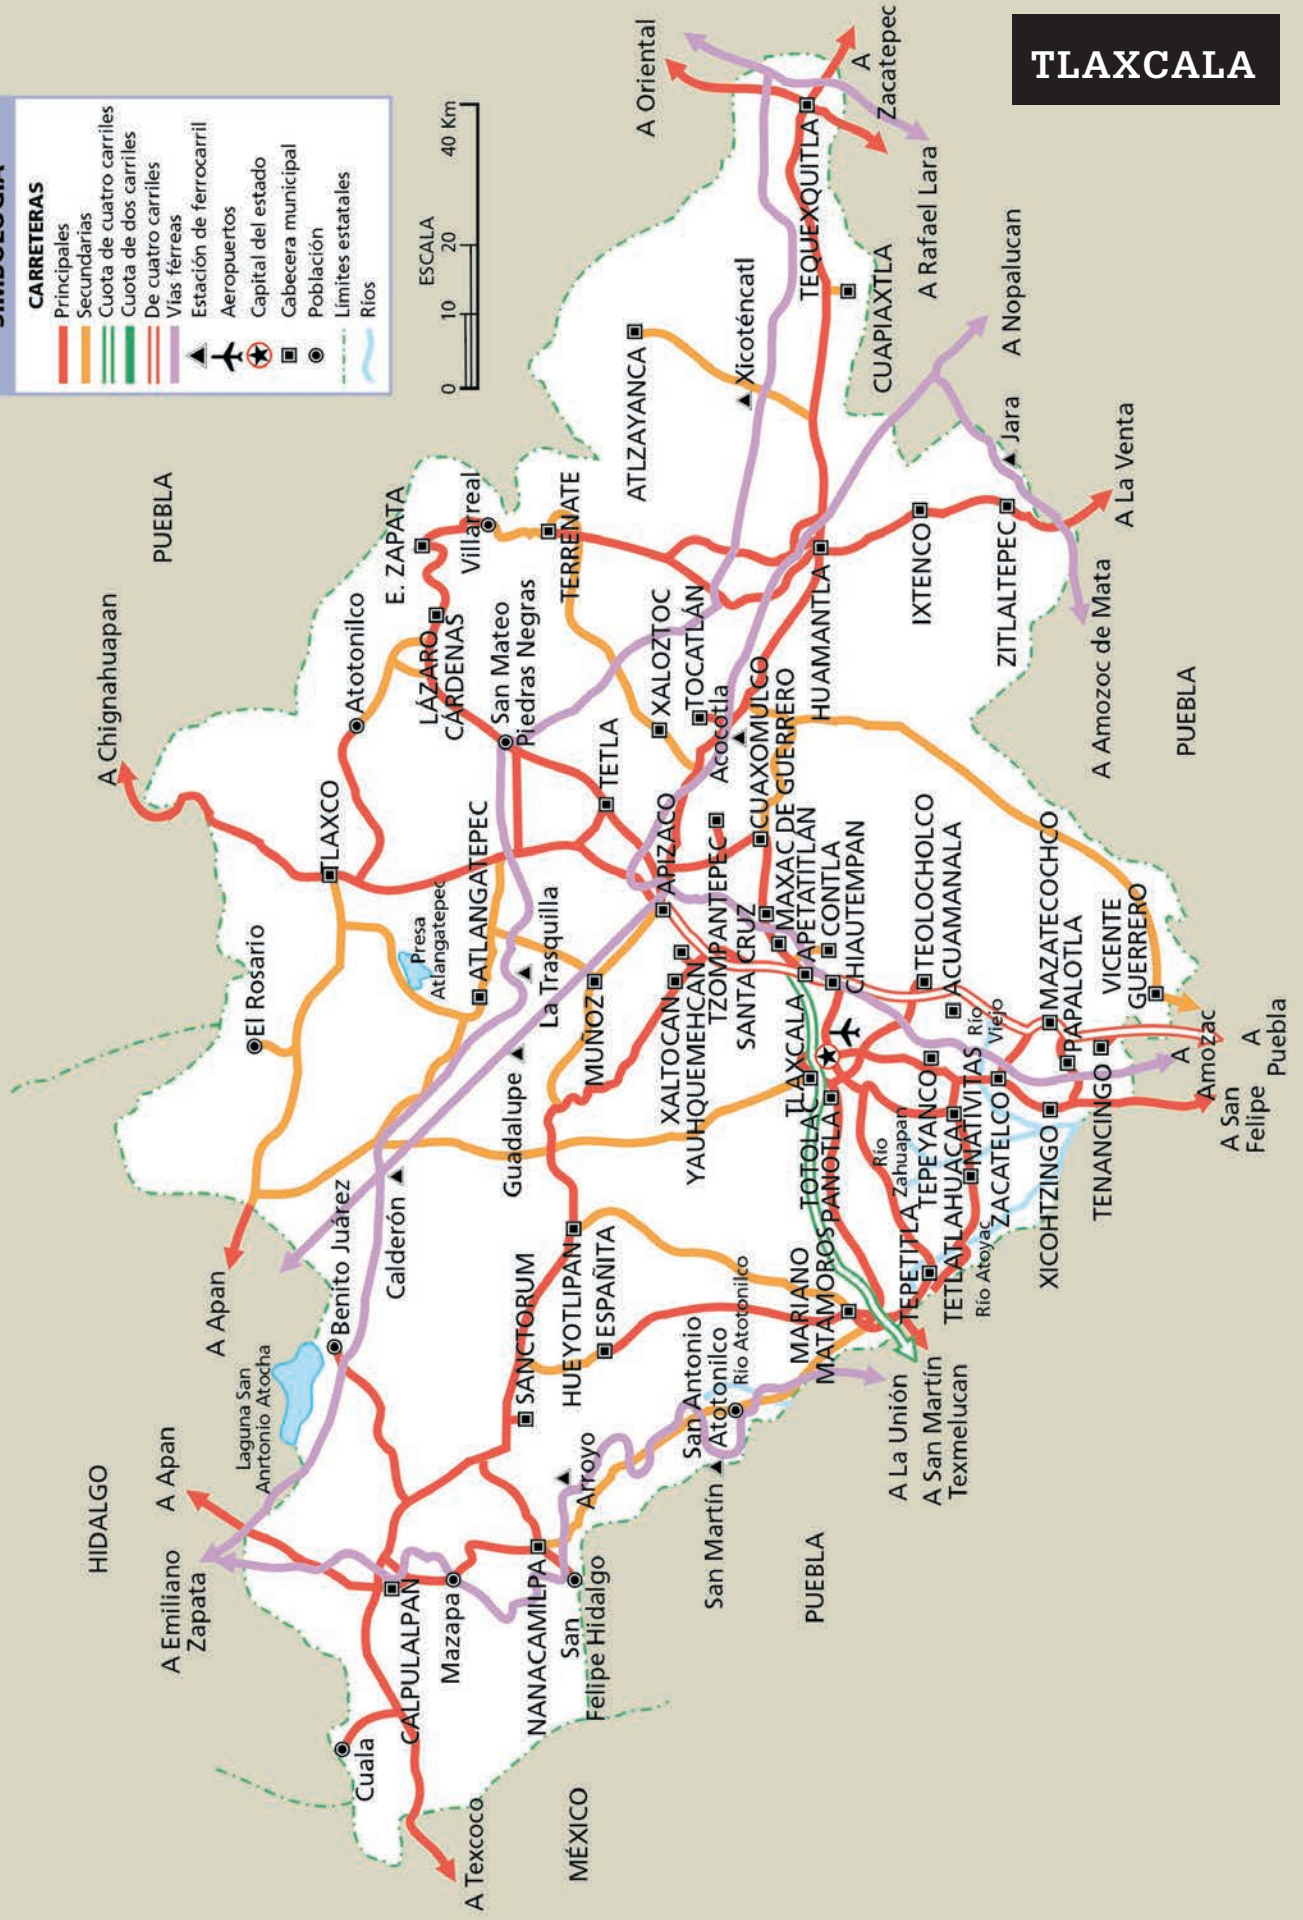 TLAXCALA
CARRETERAS
Principales
Secundarias
Cuota de cuatro carriles
Cuota de dos carriles
De cuatro carriles
Vías férreas
Estación de ferrocarril
Aeropuertos
Capital del estado
Cabecera municipal
Población
Límites estatales
Ríos
ESCALA
0 10 20 40 Km
HIDALGO
PUEBLA
A Chignahuapan
A Emiliano
Zapata
A Apan
A Apan
Laguna San
Anrtonio Atocha
Benito Juárez
El Rosario
TLAXCO
Atotonilco
E. ZAPATA
Villarreal
LÁZARO
CÁRDENAS
San Mateo
Piedras Negras
TERRENATE
Presa
Atlangatepec
ATLANGATEPEC
Calderón
Cuala
CALPULALPAN
Mazapa
A Texcoco
MÉXICO
NANACAMILPA
San
Felipe Hidalgo
Arroyo
SANCTORUM
HUEYOTLIPAN
ESPAÑITA
Guadalupe
La Trasquilla
MUÑOZ
TETLA
APIZACO
XALOZTOC
TOCATLÁN
Acocotla
CUAXOMULCO
MAXAC DE GUERRERO
HUAMANTLA
ATLZAYANCA
Xicoténcatl
TEQUEXQUITLA
CUAPIAXTLA
A Oriental
A
Zacatepec
A Rafael Lara
A Nopalucan
Jara
A La Venta
IXTENCO
ZITLALTEPEC
A Amozoc de Mata
PUEBLA
XALTOCAN
YAUHQUEMEHCAN
TZOMPANTEPEC
SANTA CRUZ
APETATITLÁN
CONTLA
CHIAUTEMPAN
TLAXCALA
TOTOLAC
PANOTLA
San Antonio
Atotonilco
Río Atotonilco
San Martín
MARIANO
MATAMOROS
PUEBLA
A La Unión
A San Martín
Texmelucan
TEPETITLA
TETLATLAHUACA
Río Atoyac
Río
Zahuapan
TEPEYANCO
NATIVITAS
ZACATELCO
Río
Viejo
TEOLOCHOLCO
ACUAMANALA
MAZATECOCHCO
PAPALOTLA
VICENTE
GUERRERO
XICOHTZINGO
TENANCINGO
A
Amozac
A
Puebla
A San
Felipe